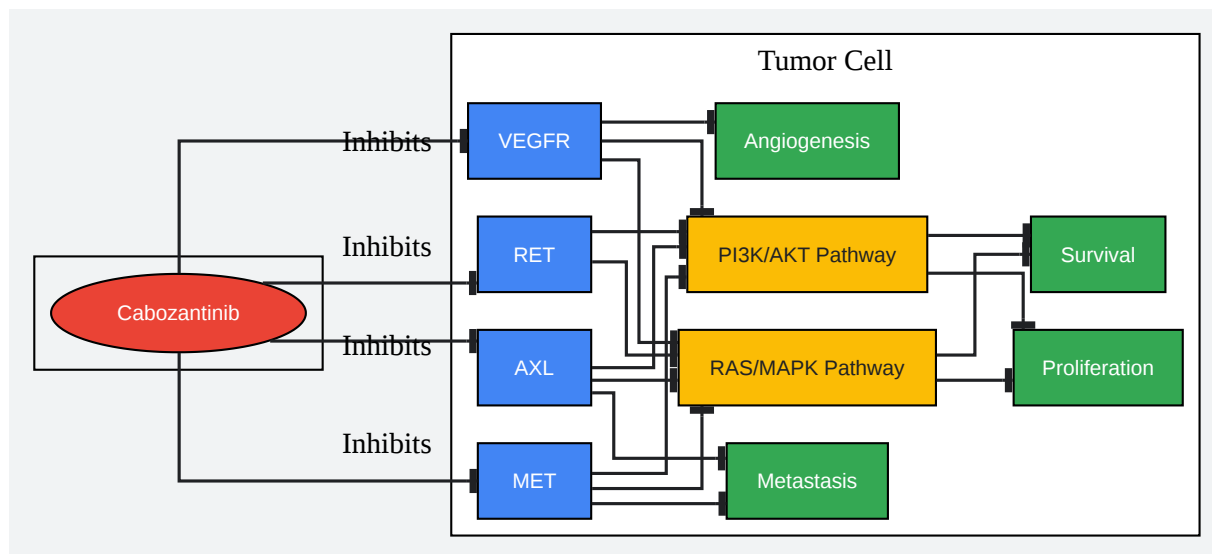 Tumor Cell
Inhibits
VEGFR
Angiogenesis
Inhibits
RET
PI3K/AKT Pathway
Survival
Cabozantinib
Inhibits
AXL
RAS/MAPK Pathway
Proliferation
Inhibits
MET
Metastasis